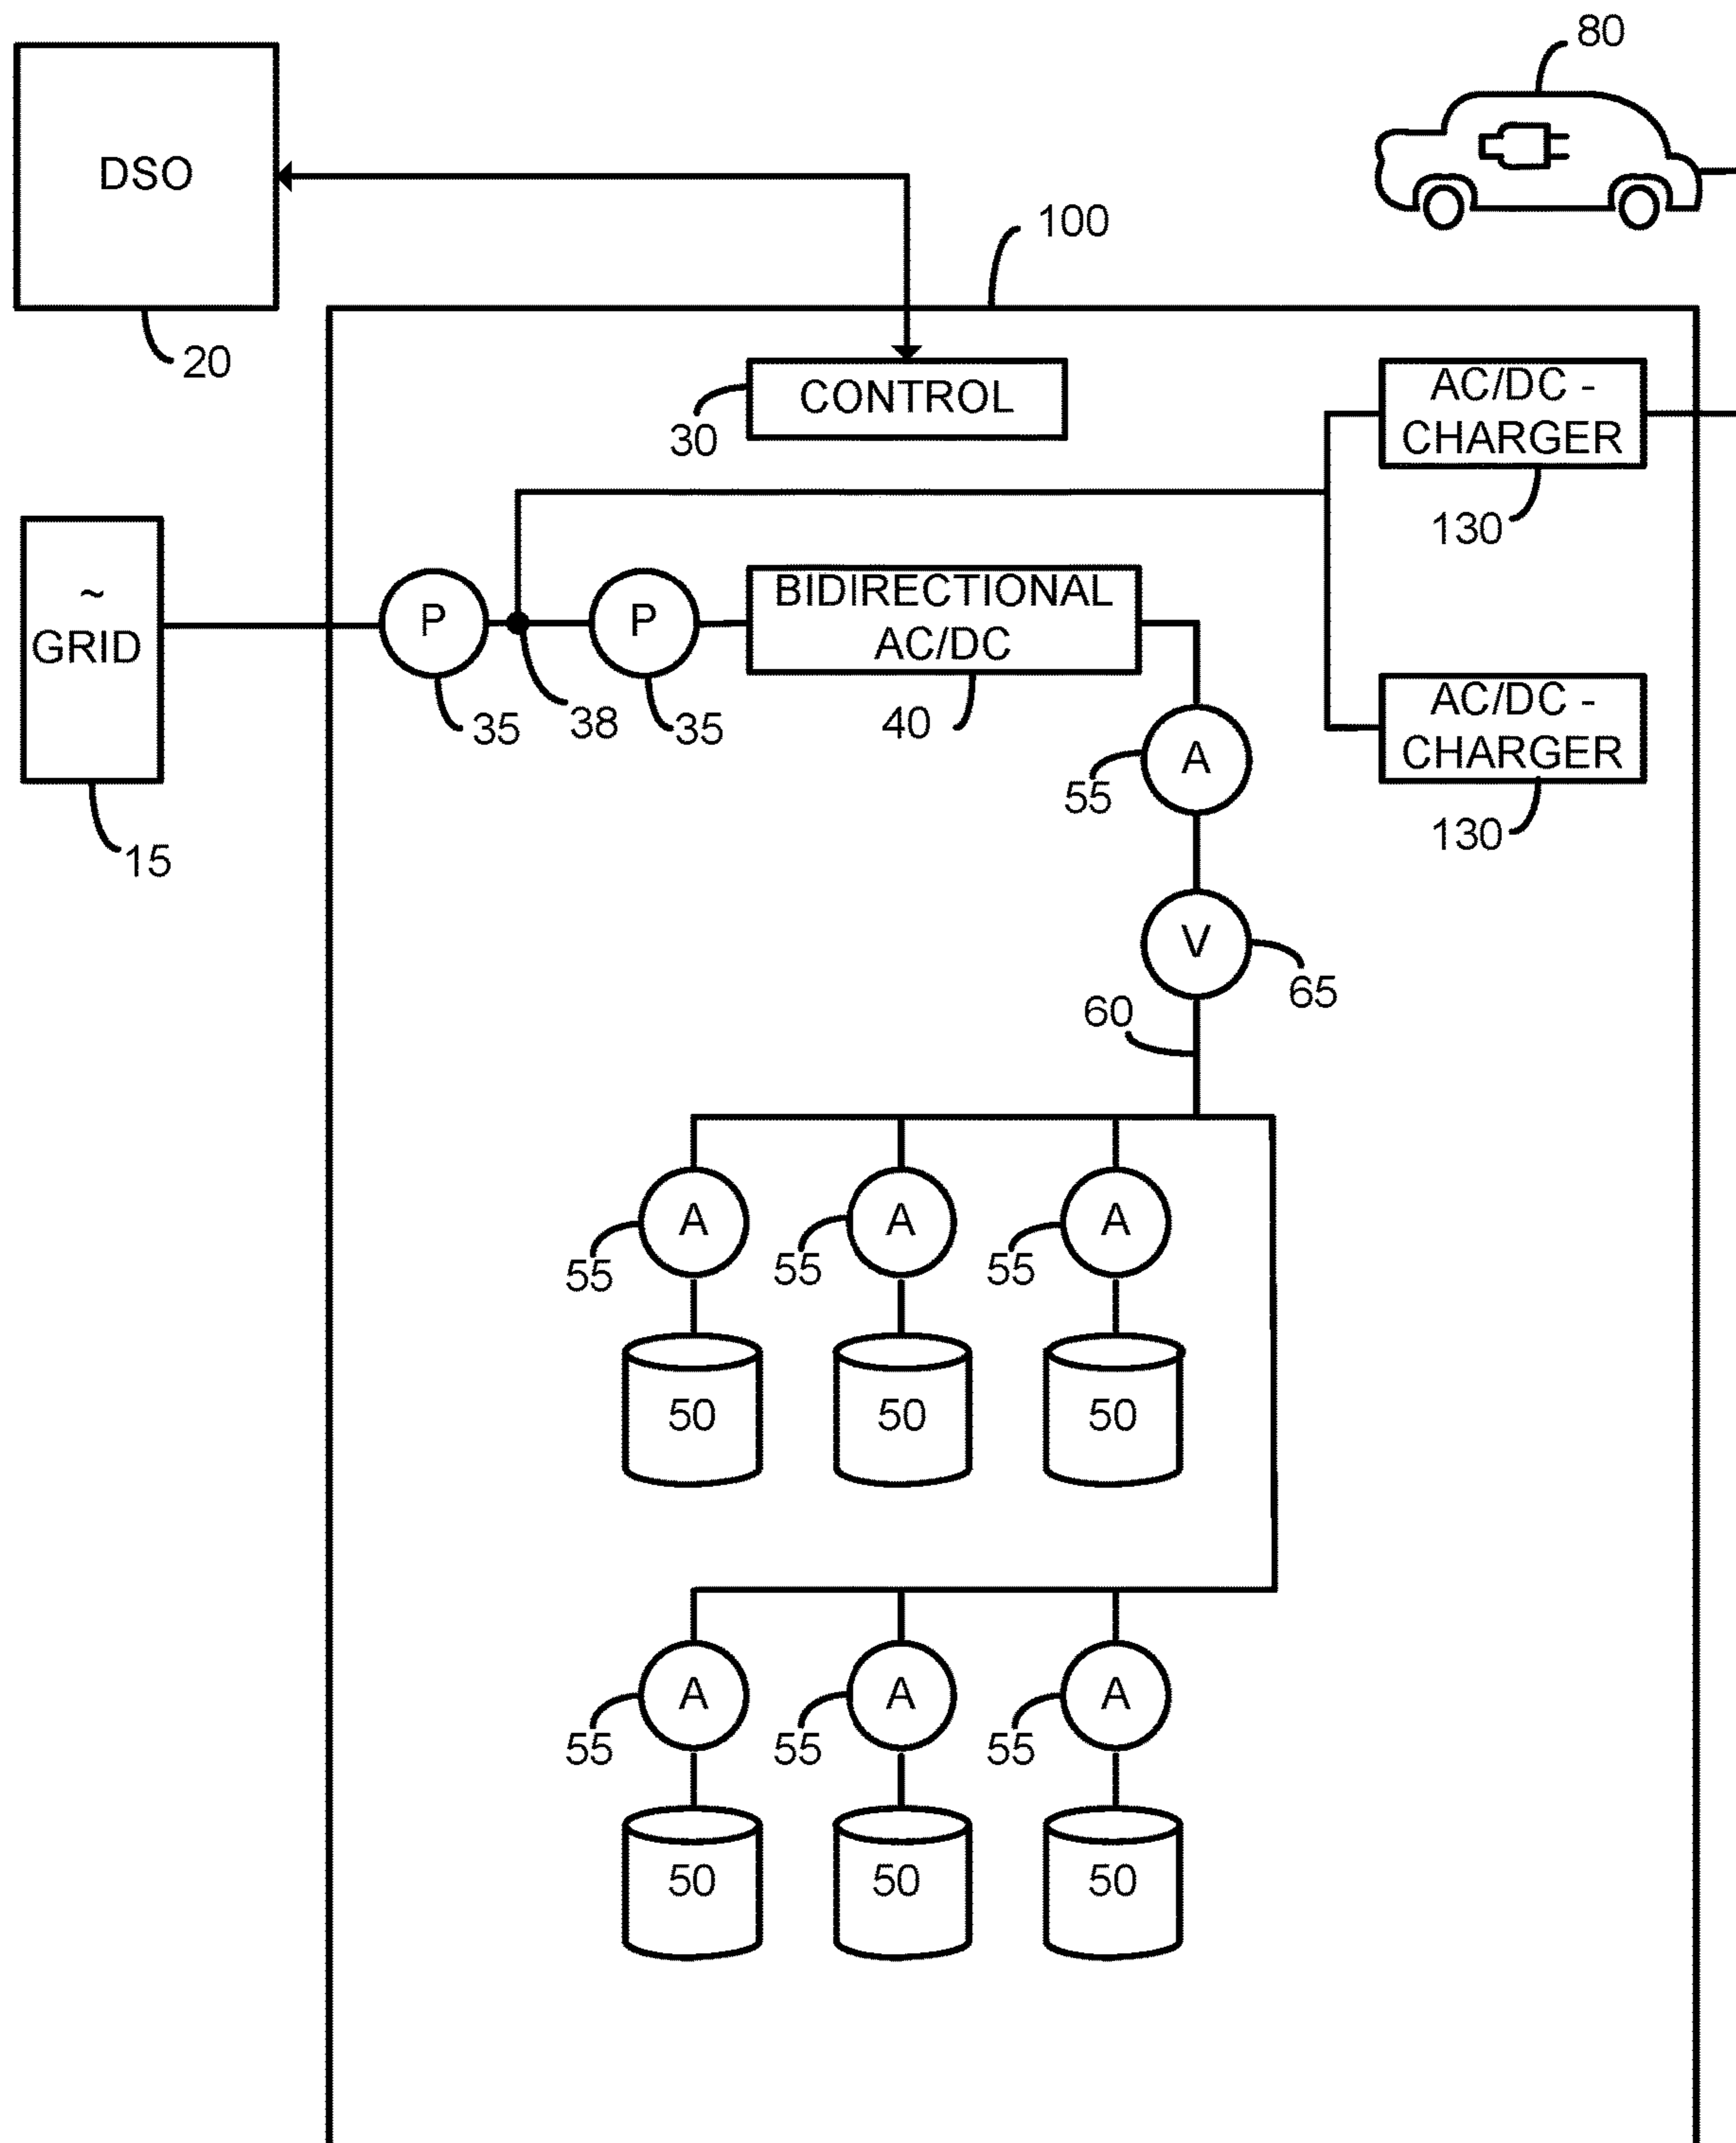 80
DSO
100
20
CONTROL
30
AC/DC -
CHARGER
130
~
GRID
P
P
BIDIRECTIONAL
AC/DC
35
38
35
40
AC/DC -
CHARGER
130
A
55
15
V
65
60
A
A
A
55
55
55
50
50
50
A
A
A
55
55
55
50
50
50